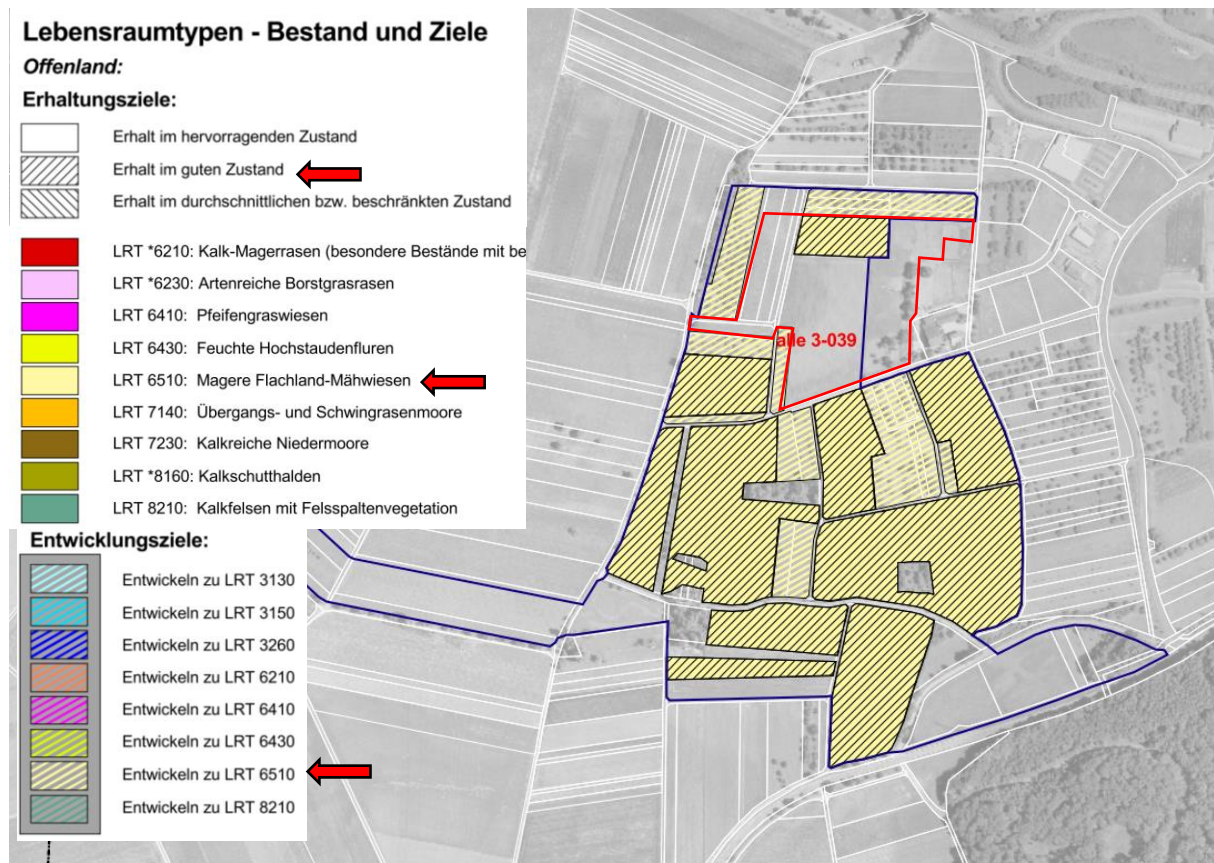 Lebensraumtypen - Bestand und Ziele
Offenland:
Erhaltungsziele:
Erhalt im hervorragenden Zustand
Erhalt im guten Zustand
Erhalt im durchschnittlichen bzw. beschränkten Zustand
LRT *6210: Kalk-Magerrasen (besondere Bestände mit be
LRT *6230: Artenreiche Borstgrasrasen
LRT 6410: Pfeifengraswiesen
LRT 6430: Feuchte Hochstaudenfluren
LRT 6510: Magere Flachland-Mähwiesen
LRT 7140: Übergangs- und Schwingrasenmoore
LRT 7230: Kalkreiche Niedermoore
LRT *8160: Kalkschutthalden
LRT 8210: Kalkfelsen mit Felsspaltenvegetation
Entwicklungsziele:
Entwickeln zu LRT 3130
Entwickeln zu LRT 3150
Entwickeln zu LRT 3260
Entwickeln zu LRT 6210
Entwickeln zu LRT 6410
Entwickeln zu LRT 6430
Entwickeln zu LRT 6510
Entwickeln zu LRT 8210
alle 3-039